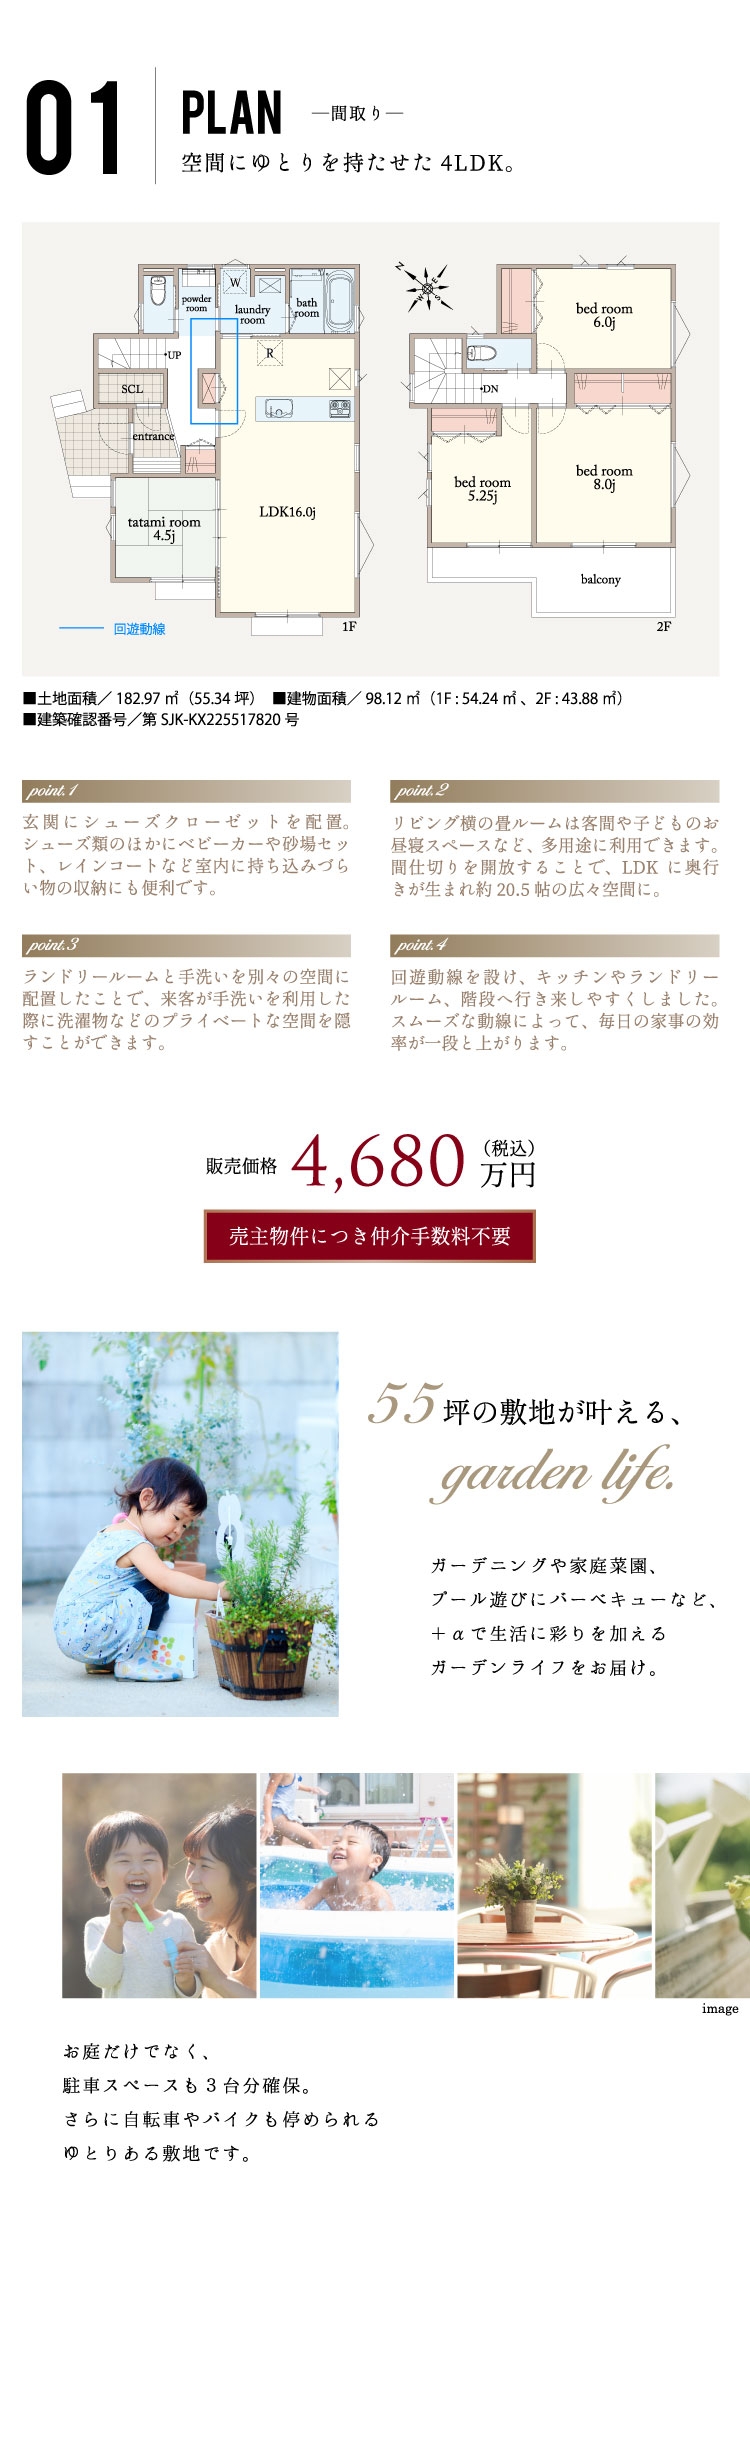 01
PLAN ―間取り―
空間にゆとりを持たせた 4LDK。
powder
room
W
laundry
room
bath
room
UP
R
SCL
entrance
tatami room
4.5j
LDK16.0j
回遊動線
1F
Z
E
W
S
bed room
6.0j
DN
bed room
5.25j
bed room
8.0j
balcony
2F
■土地面積／ 182.97 ㎡（55.34 坪） ■建物面積／ 98.12 ㎡（1F : 54.24 ㎡ 、2F : 43.88 ㎡）
■建築確認番号／第 SJK-KX225517820 号
point.1
玄関にシューズクローゼットを配置。
シューズ類のほかにベビーカーや砂場セッ
ト、レインコートなど室内に持ち込みづら
い物の収納にも便利です。
point.2
リビング横の畳ルームは客間や子どものお
昼寝スペースなど、多用途に利用できます。
間仕切りを開放することで、LDK に奥行
きが生まれ約 20.5 帖の広々空間に。
point.3
ランドリールームと手洗いを別々の空間に
配置したことで、来客が手洗いを利用した
際に洗濯物などのプライベートな空間を隠
すことができます。
point.4
回遊動線を設け、キッチンやランドリー
ルーム、階段へ行き来しやすくしました。
スムーズな動線によって、毎日の家事の効
率が一段と上がります。
販売価格 4,680 万円（税込）
売主物件につき仲介手数料不要
55坪の敷地が叶える、
garden life.
ガーデニングや家庭菜園、
プール遊びにバーベキューなど、
＋αで生活に彩りを加える
ガーデンライフをお届け。
image
お庭だけでなく、
駐車スペースも３台分確保。
さらに自転車やバイクも停められる
ゆとりある敷地です。